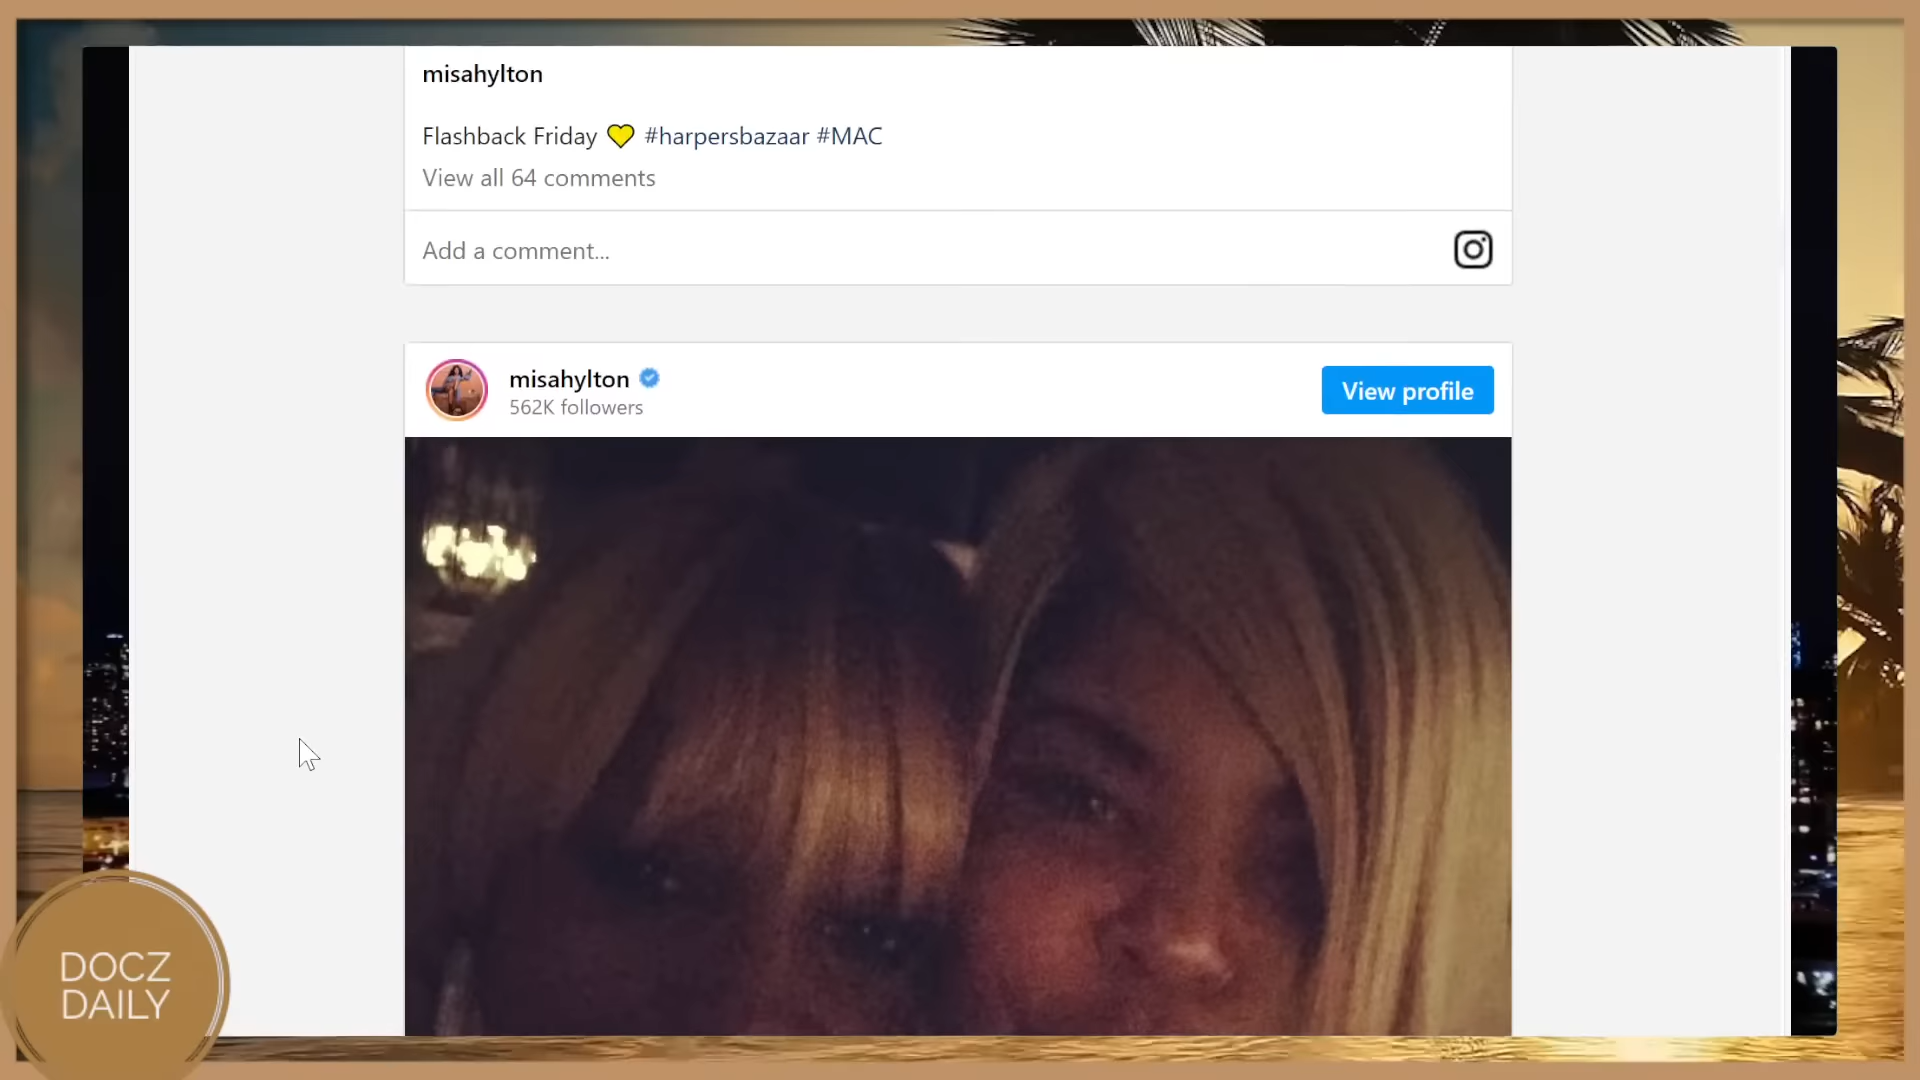 misahylton
Flashback Friday 💛 #harpersbazaar #MAC
View all 64 comments
Add a comment...
misahylton
562K followers
View profile
DOCZ
DAILY